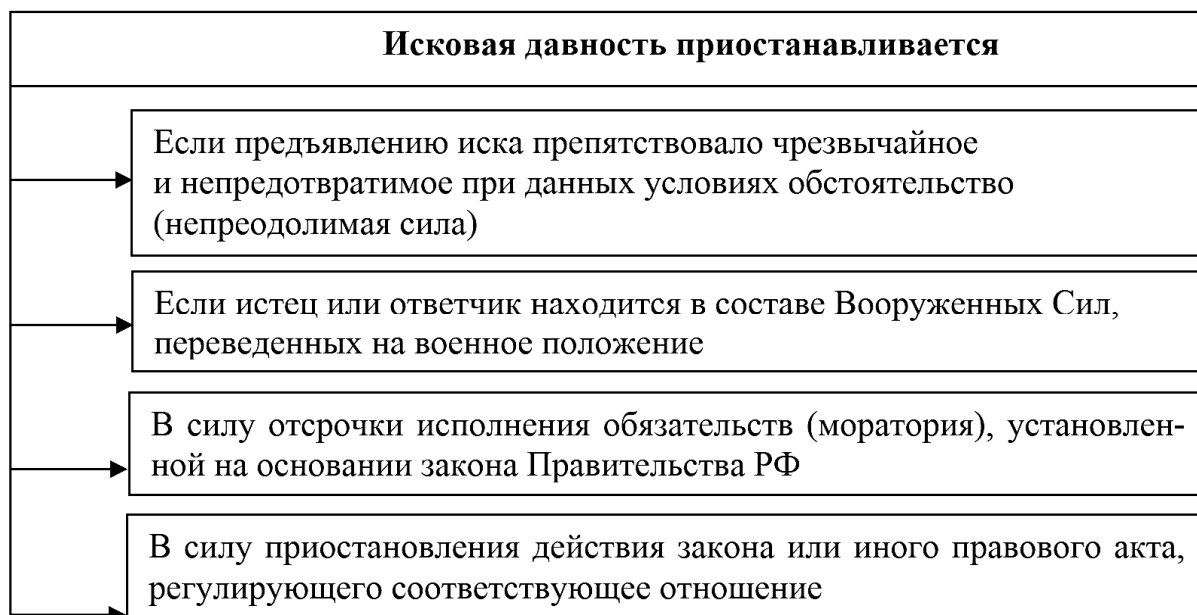 Исковая давность приостанавливается
Если предъявлению иска препятствовало чрезвычайное
и непредотвратимое при данных условиях обстоятельство
(непреодолимая сила)
Если истец или ответчик находится в составе Вооруженных Сил,
переведенных на военное положение
В силу отсрочки исполнения обязательств (моратория), установлен-
ной на основании закона Правительства РФ
В силу приостановления действия закона или иного правового акта,
регулирующего соответствующее отношение